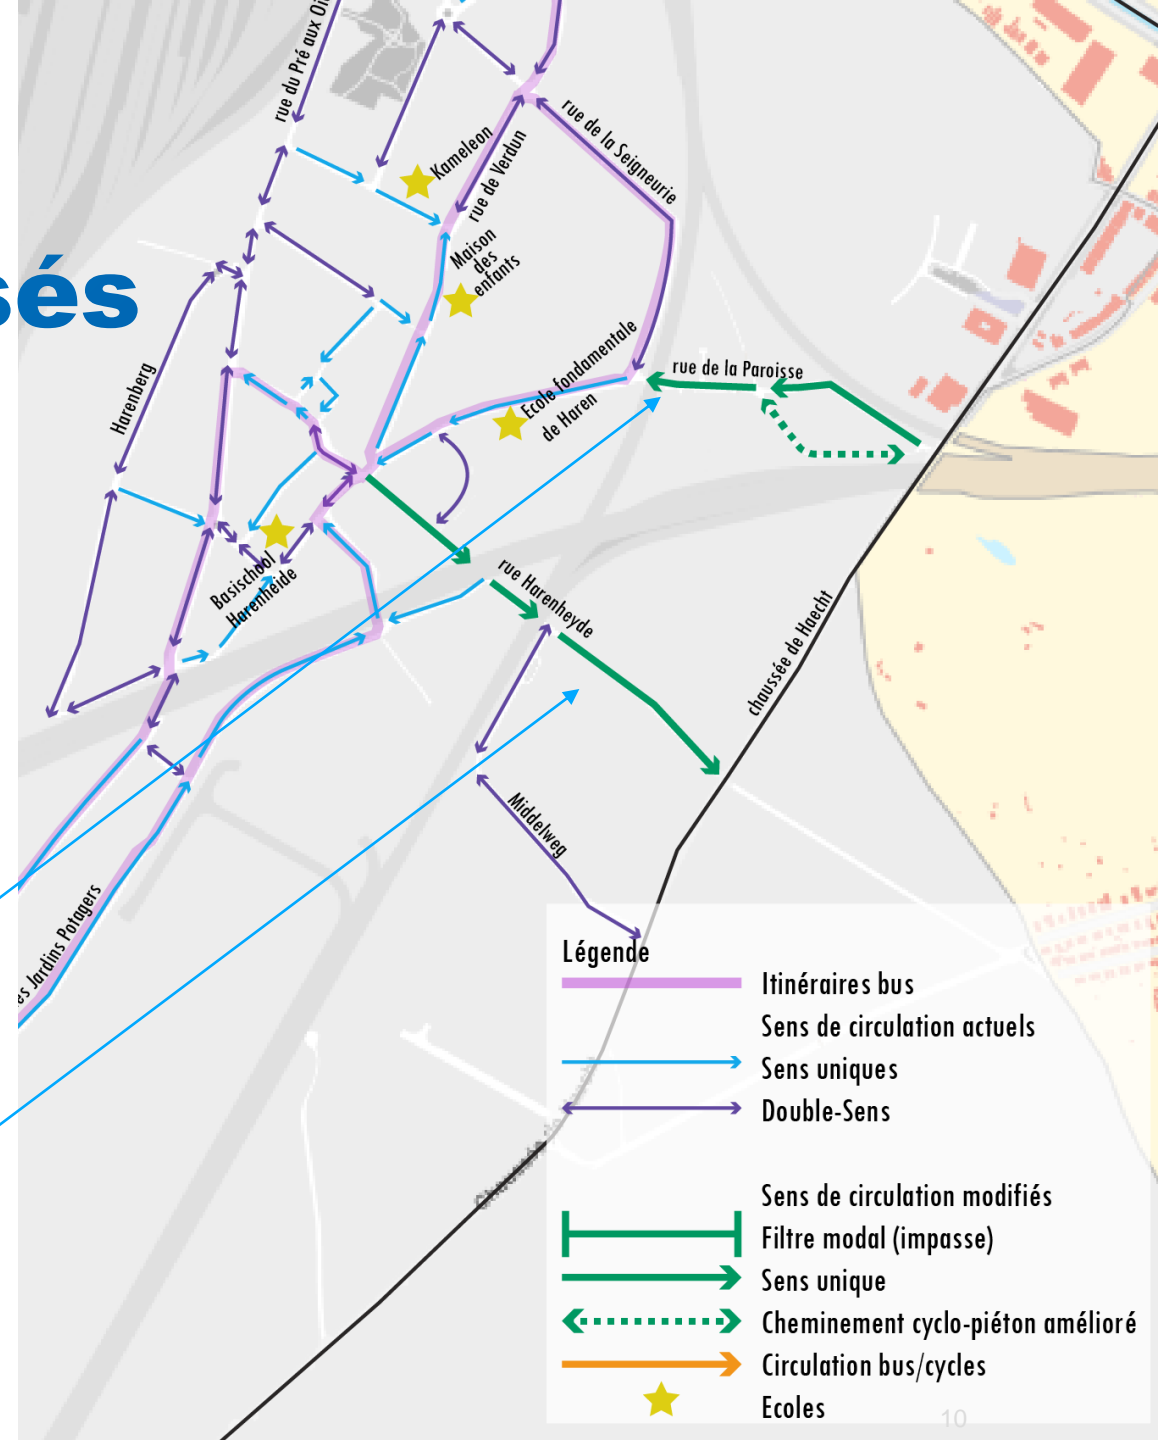 rue du Pré aux Oi
Kameleon
rue de Verdun
rue de la Seigneurie
Maison
des
enfants
sés
Harenberg
Ecole fondamentale
de Haren
rue de la Paroisse
Basischool
Harenheide
rue Harenheyde
chaussée de Haecht
Middelweg
es Jardins Potagers
Légende
Itinéraires bus
Sens de circulation actuels
Sens uniques
Double-Sens
Sens de circulation modifiés
Filtre modal (impasse)
Sens unique
Cheminement cyclo-piéton amélioré
Circulation bus/cycles
Ecoles
10